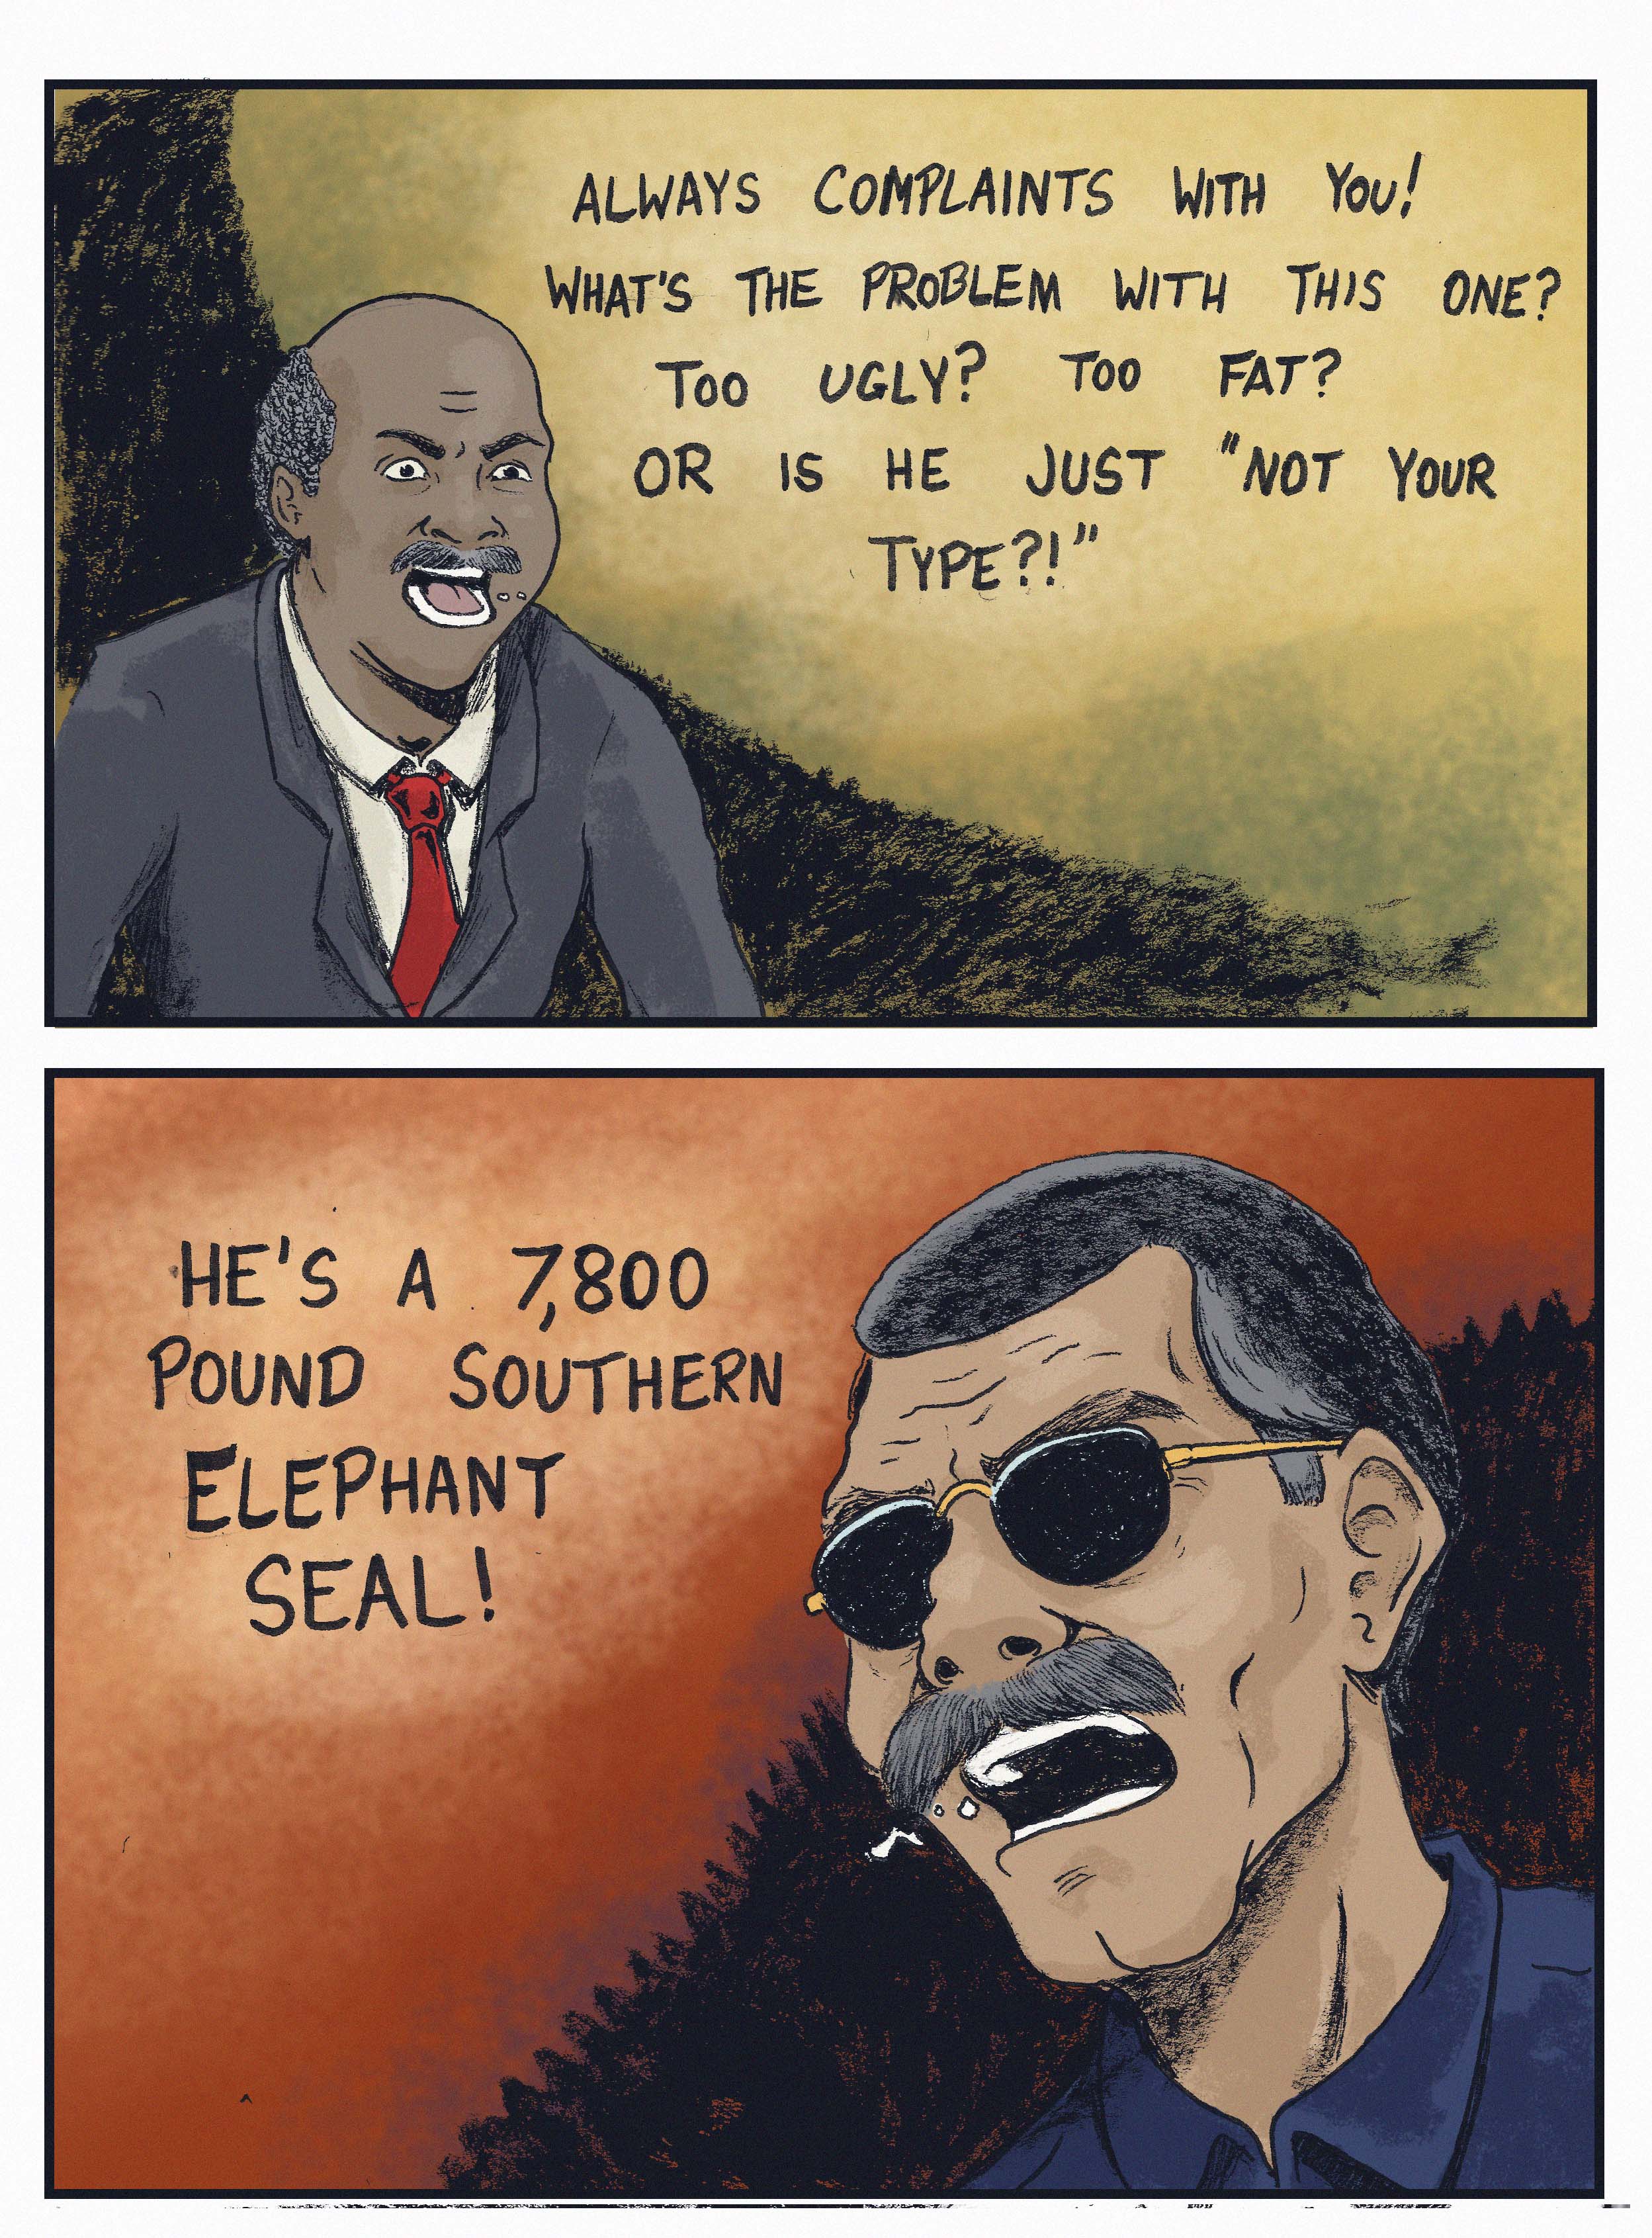 ALWAYS COMPLAINTS WITH YOU!
WHAT'S THE PROBLEM WITH THIS ONE?
TOO UGLY? TOO FAT?
OR IS HE JUST "NOT YOUR
TYPE?!"
HE'S A 7,800
POUND SOUTHERN
ELEPHANT
SEAL!